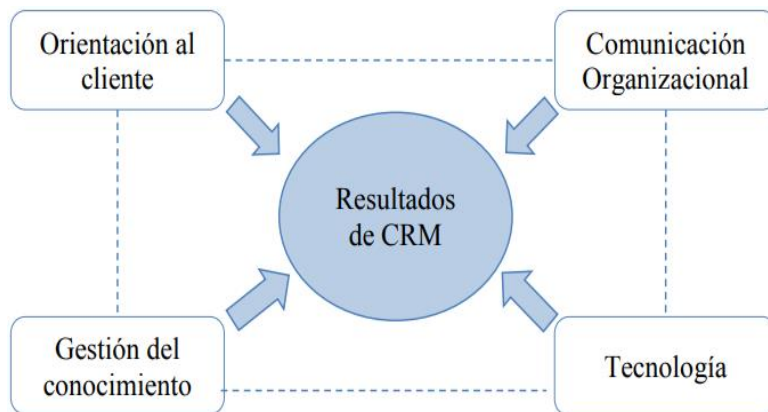 Orientación al
cliente
Comunicación
Organizacional
Resultados
de CRM
Gestión del
conocimiento
Tecnología